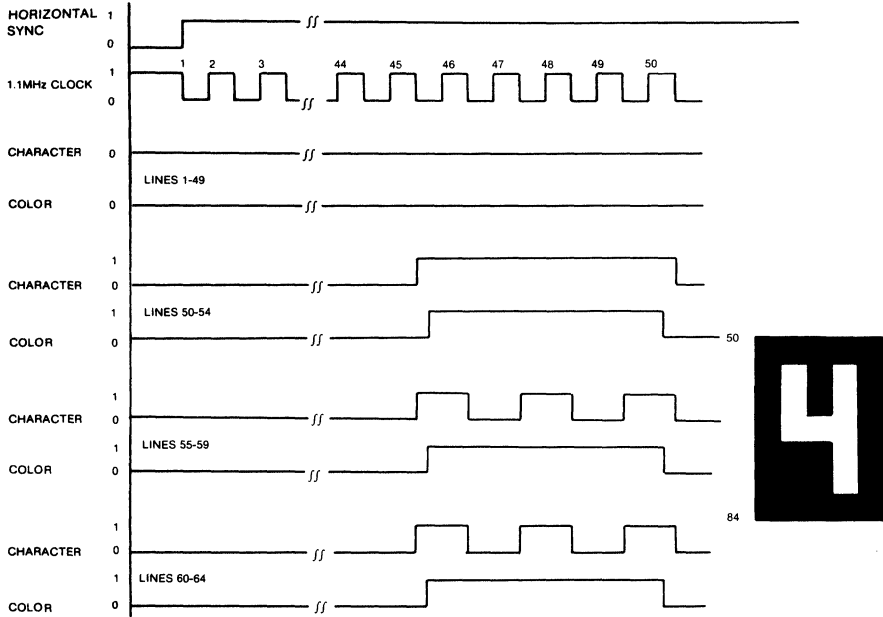 HORIZONTAL 1
SYNC
0
1 2 3 44 45 46 47 48 49 50
1
1.1MHz CLOCK
0
CHARACTER 0
LINES 1-49
COLOR 0
1
CHARACTER 0
1 LINES 50-54
COLOR 0
50
1
CHARACTER 0
1 LINES 55-59
COLOR 0
84
1
CHARACTER 0
1 LINES 60-64
COLOR 0
4